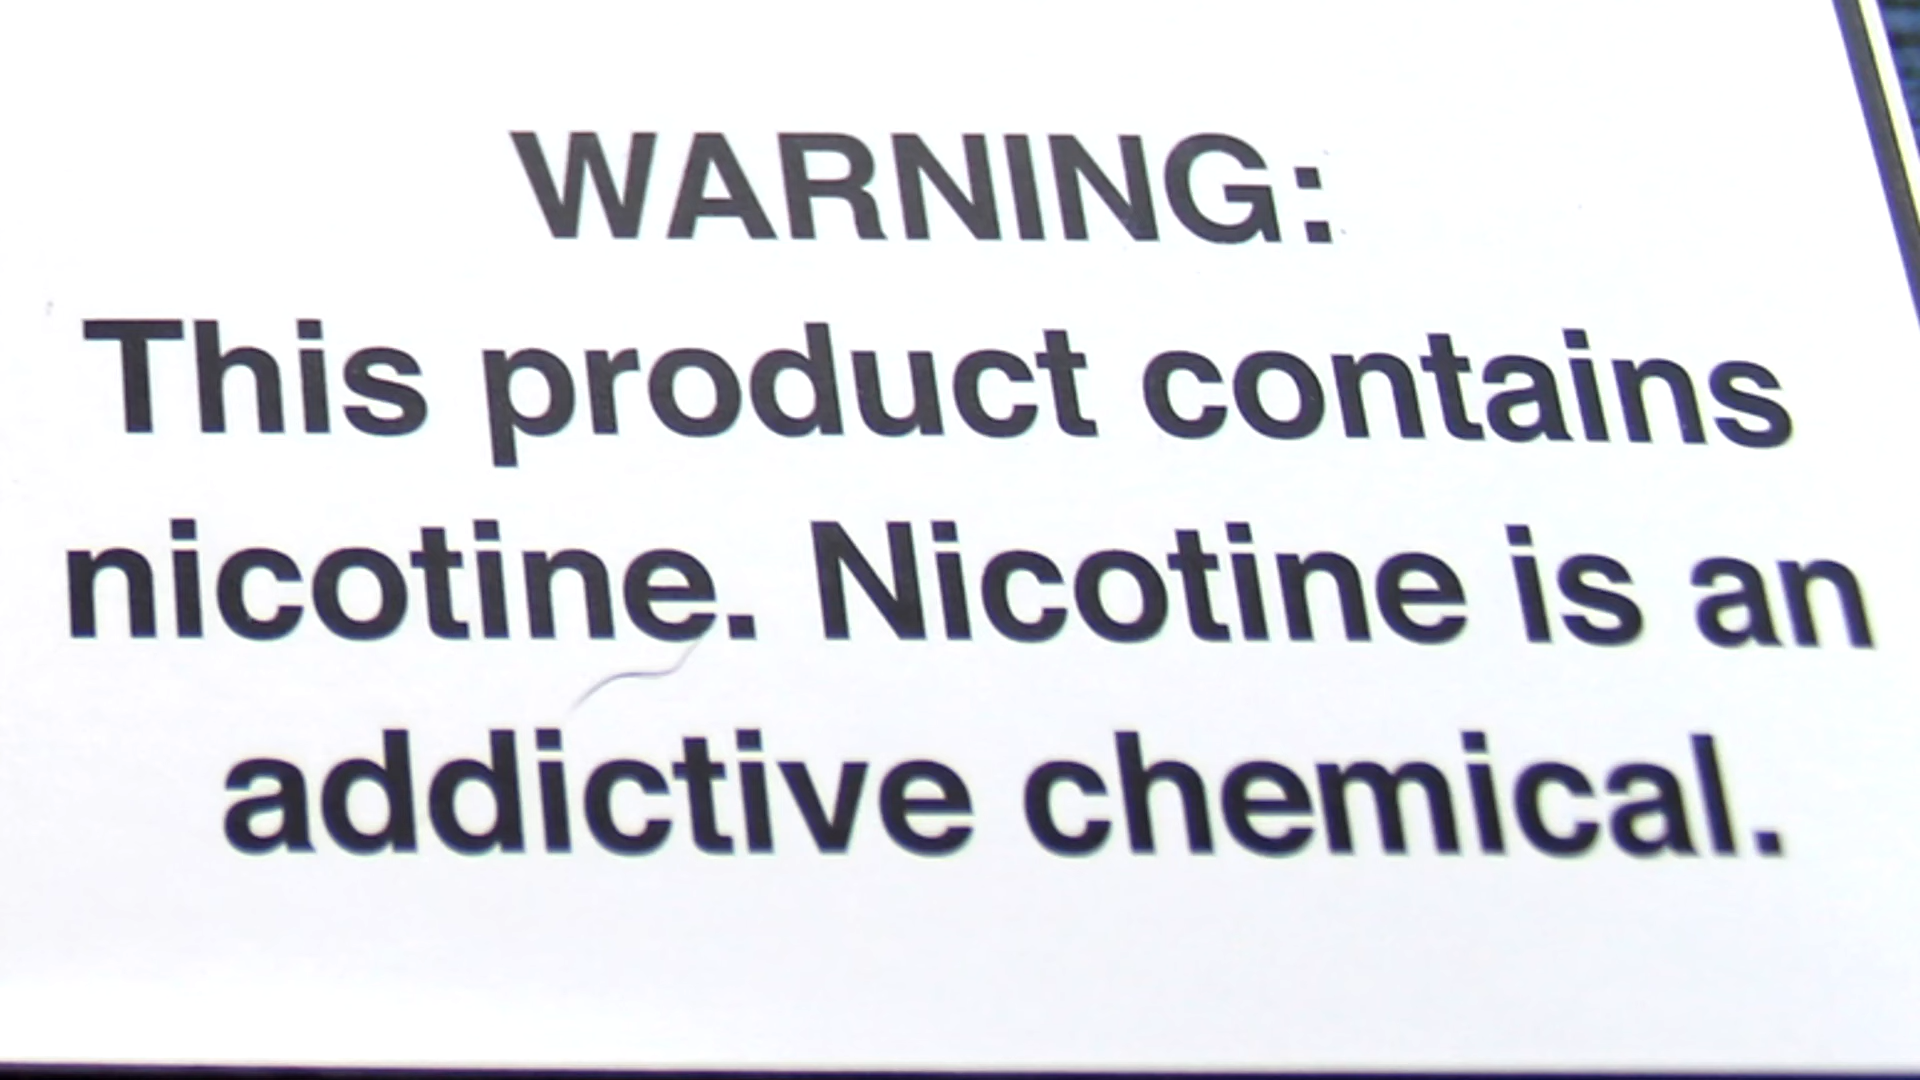 WARNING:
This product contains
nicotine. Nicotine is an
addictive chemical.